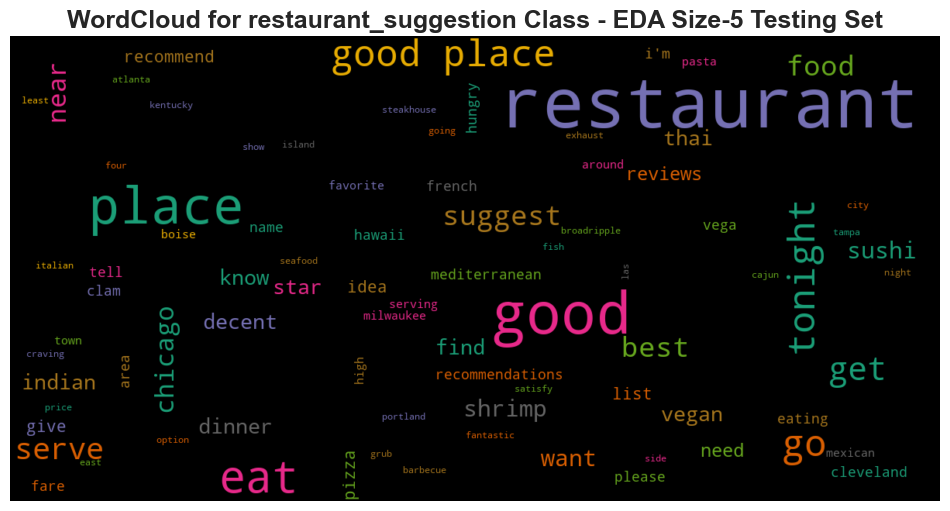 WordCloud for restaurant_suggestion Class - EDA Size-5 Testing Set
recommend
good place
i'm
pasta
food
near
atlanta
least
kentucky
steakhouse
hungry
restaurant
going
exhaust
thai
show
island
four
around
reviews
favorite
french
place
suggest
name
boise
hawaii
broadripple
vega
tonight
city
tampa
sushi
fish
italian
tell
clam
know
seafood
star
idea
mediterranean
las
cajun
night
serving
milwaukee
good
decent
chicago
town
craving
find
best
area
indian
high
recommendations
satisfy
list
get
price
give
dinner
portland
shrimp
vegan
eating
serve
option
fantastic
want
need
go
mexican
east
eat
pizza
grub
barbecue
side
please
cleveland
fare